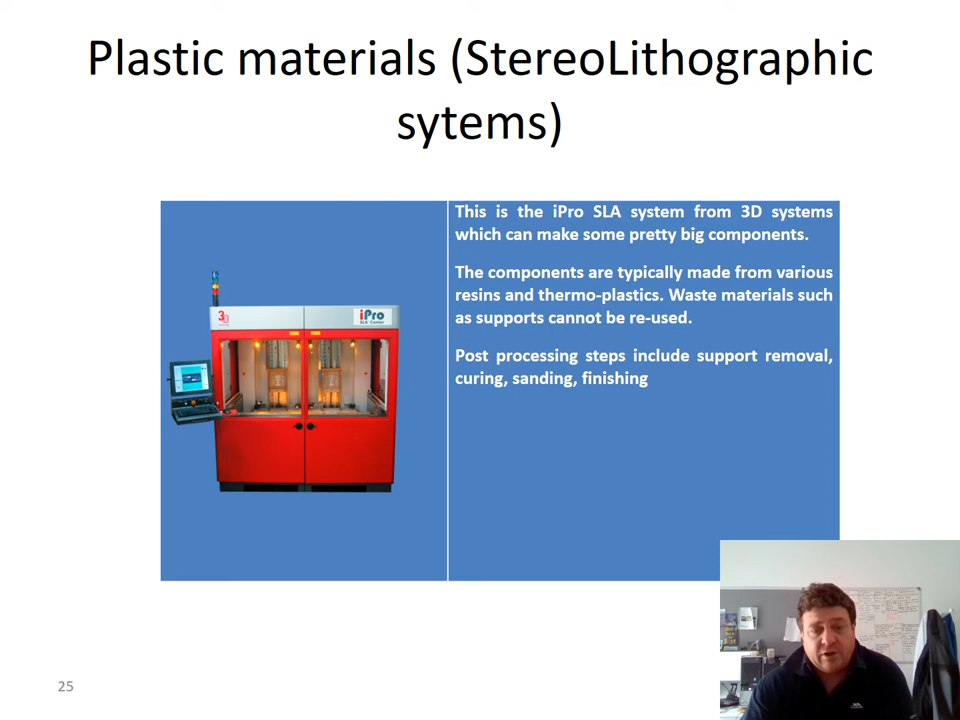 Plastic materials (StereoLithographic
sytems)
This is the iPro SLA system from 3D systems
which can make some pretty big components.
The components are typically made from various
resins and thermo-plastics. Waste materials such
as supports cannot be re-used.
Post processing steps include support removal,
curing, sanding, finishing
3D
iPro
SLA Center
25